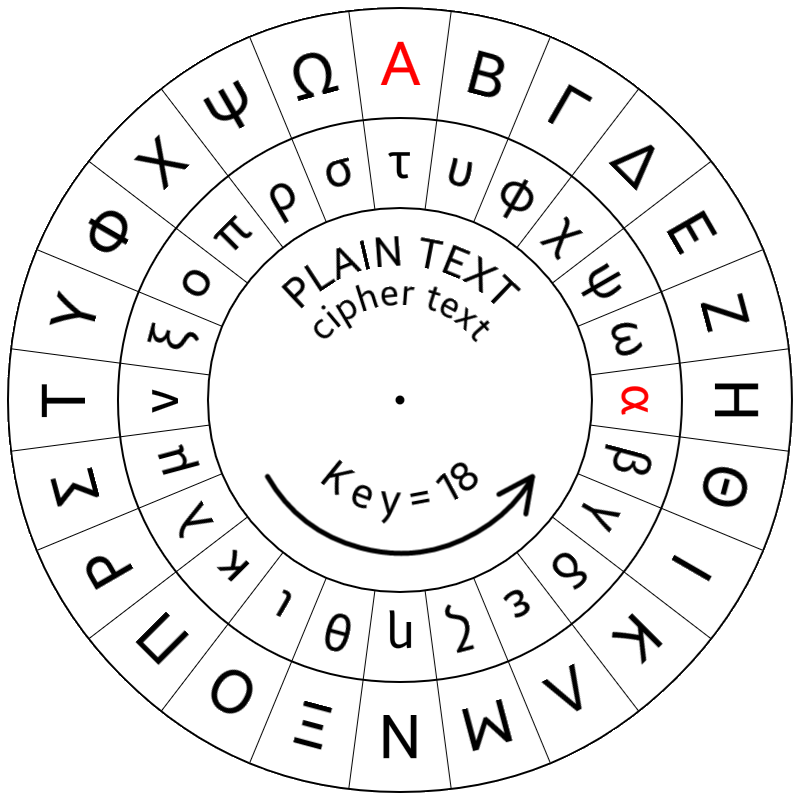 Α Β Γ Δ Ε Ζ Η Θ Ι Κ Λ Μ Ν Ξ Ο Π Ρ Σ Τ Υ Φ Χ Ψ Ω
τ υ φ χ ψ ω α β γ δ ε ζ η θ ι κ λ μ ν ξ ο π ρ σ
PLAIN TEXT
cipher text
Key = 18